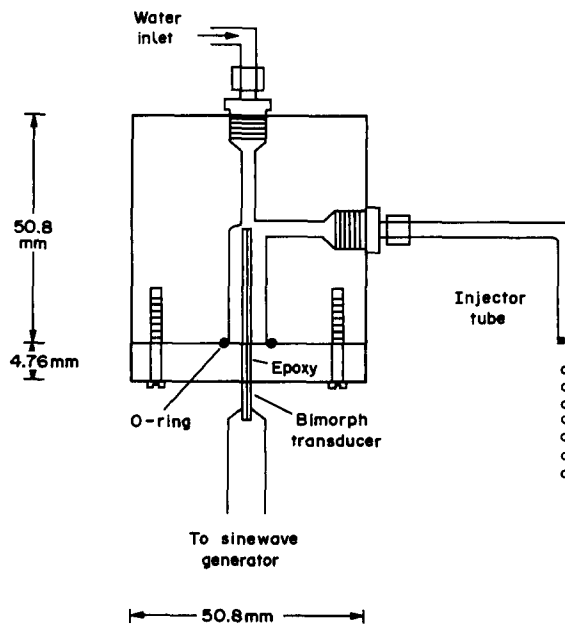 Water
inlet
50.8
mm
Injector
tube
4.76mm
Epoxy
O-ring
Bimorph
transducer
To sinewave
generator
50.8mm